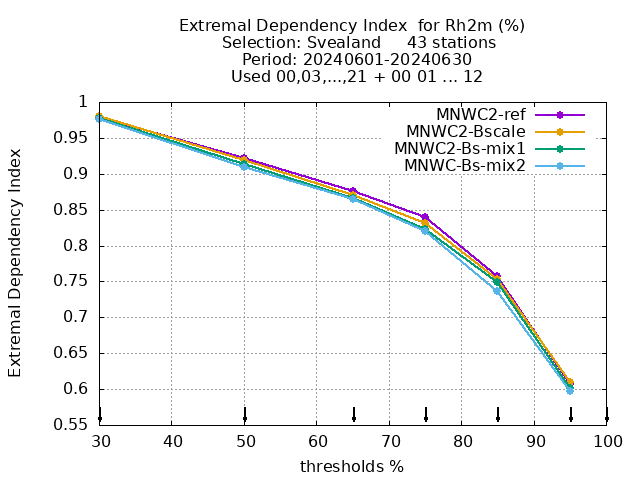 Extremal Dependency Index  for Rh2m (%)
Selection: Svealand     43 stations
Period: 20240601-20240630
Used 00,03,...,21 + 00 01 ... 12
MNWC2-ref
MNWC2-Bscale
MNWC2-Bs-mix1
MNWC-Bs-mix2
Extremal Dependency Index
1
0.95
0.9
0.85
0.8
0.75
0.7
0.65
0.6
0.55
30 40 50 60 70 80 90 100
thresholds %